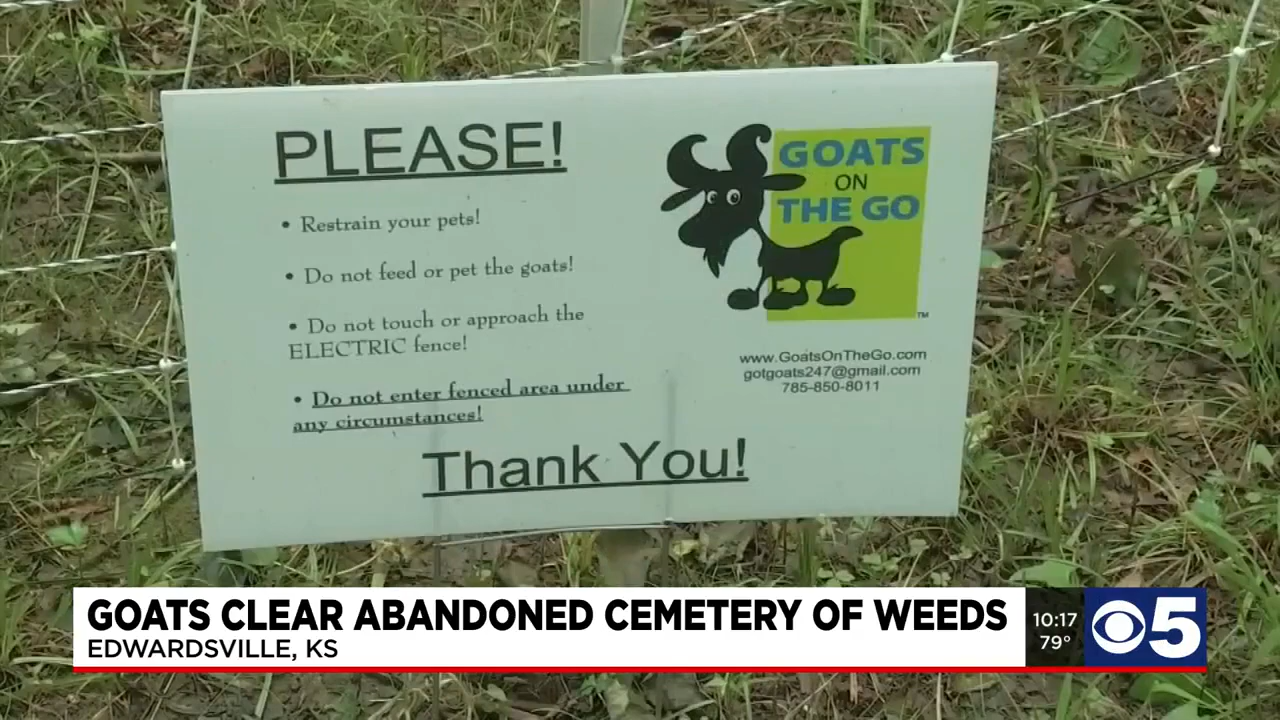 PLEASE!
• Restrain your pets!
• Do not feed or pet the goats!
• Do not touch or approach the
ELECTRIC fence!
• Do not enter fenced area under
any circumstances!
Thank You!
GOATS
ON
THE GO
TM
www.GoatsOnTheGo.com
gotgoats247@gmail.com
785-850-8011
GOATS CLEAR ABANDONED CEMETERY OF WEEDS
EDWARDSVILLE, KS
10:17
79°
5